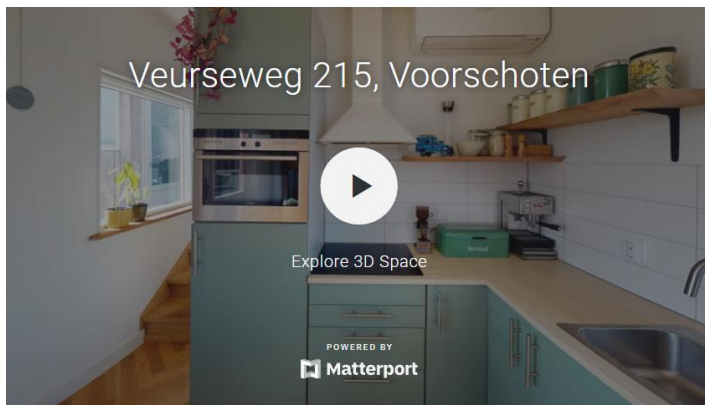 Veurseweg 215, Voorschoten
Explore 3D Space
POWERED BY
Matterport